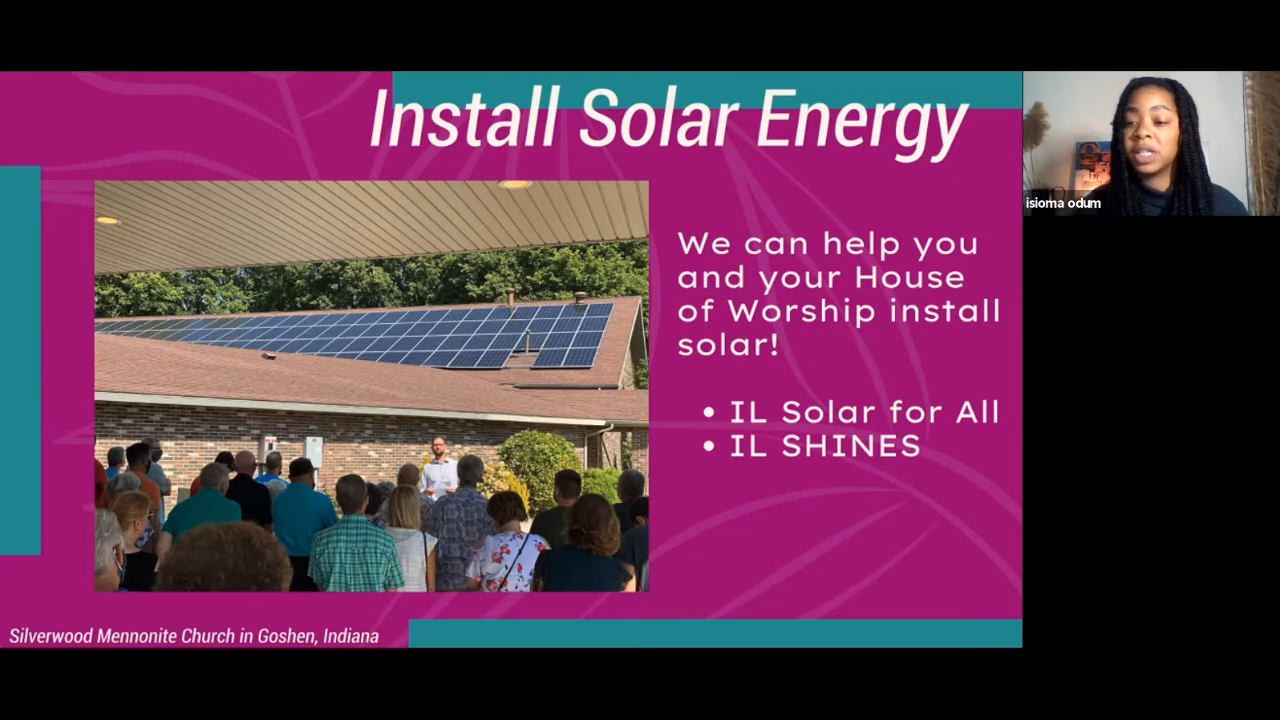 Install Solar Energy
isioma odum
We can help you
and your House
of Worship install
solar!
• IL Solar for All
• IL SHINES
Silverwood Mennonite Church in Goshen, Indiana